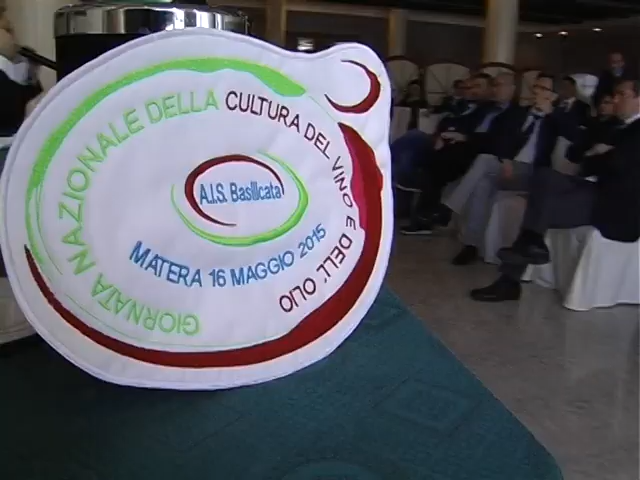 GIORNATA NAZIONALE DELLA CULTURA DEL VINO E DELL' OLIO
A.I.S. Basilicata
MATERA 16 MAGGIO 2015